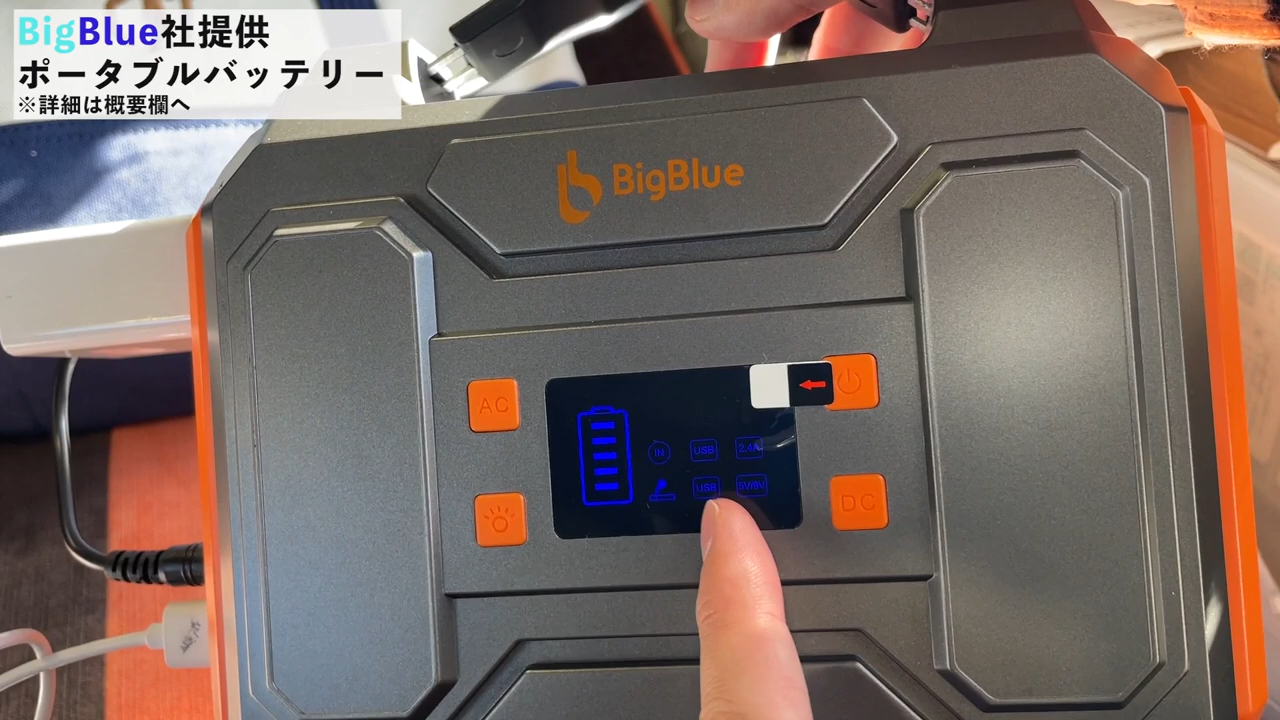 BigBlue社提供
ポータブルバッテリー
※詳細は概要欄へ
BigBlue
AC
IN
USB
2.4A
USB
5V/9V
DC